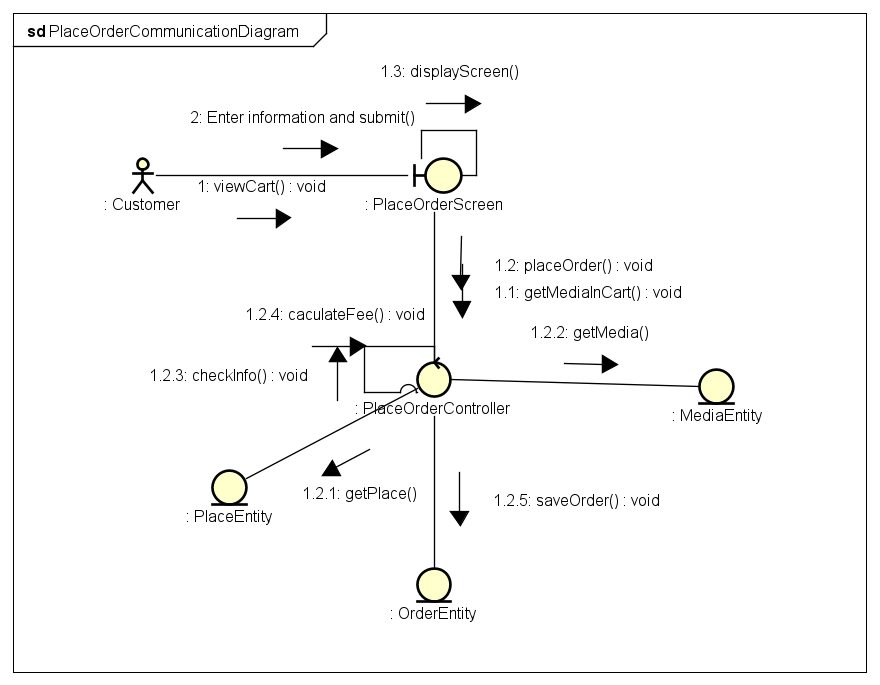 sd PlaceOrderCommunicationDiagram
1.3: displayScreen()
2: Enter information and submit()
1: viewCart() : void
: Customer
: PlaceOrderScreen
1.2: placeOrder() : void
1.1: getMediaInCart() : void
1.2.4: caculateFee() : void
1.2.2: getMedia()
1.2.3: checkInfo() : void
: PlaceOrderController
: MediaEntity
1.2.1: getPlace()
1.2.5: saveOrder() : void
: PlaceEntity
: OrderEntity